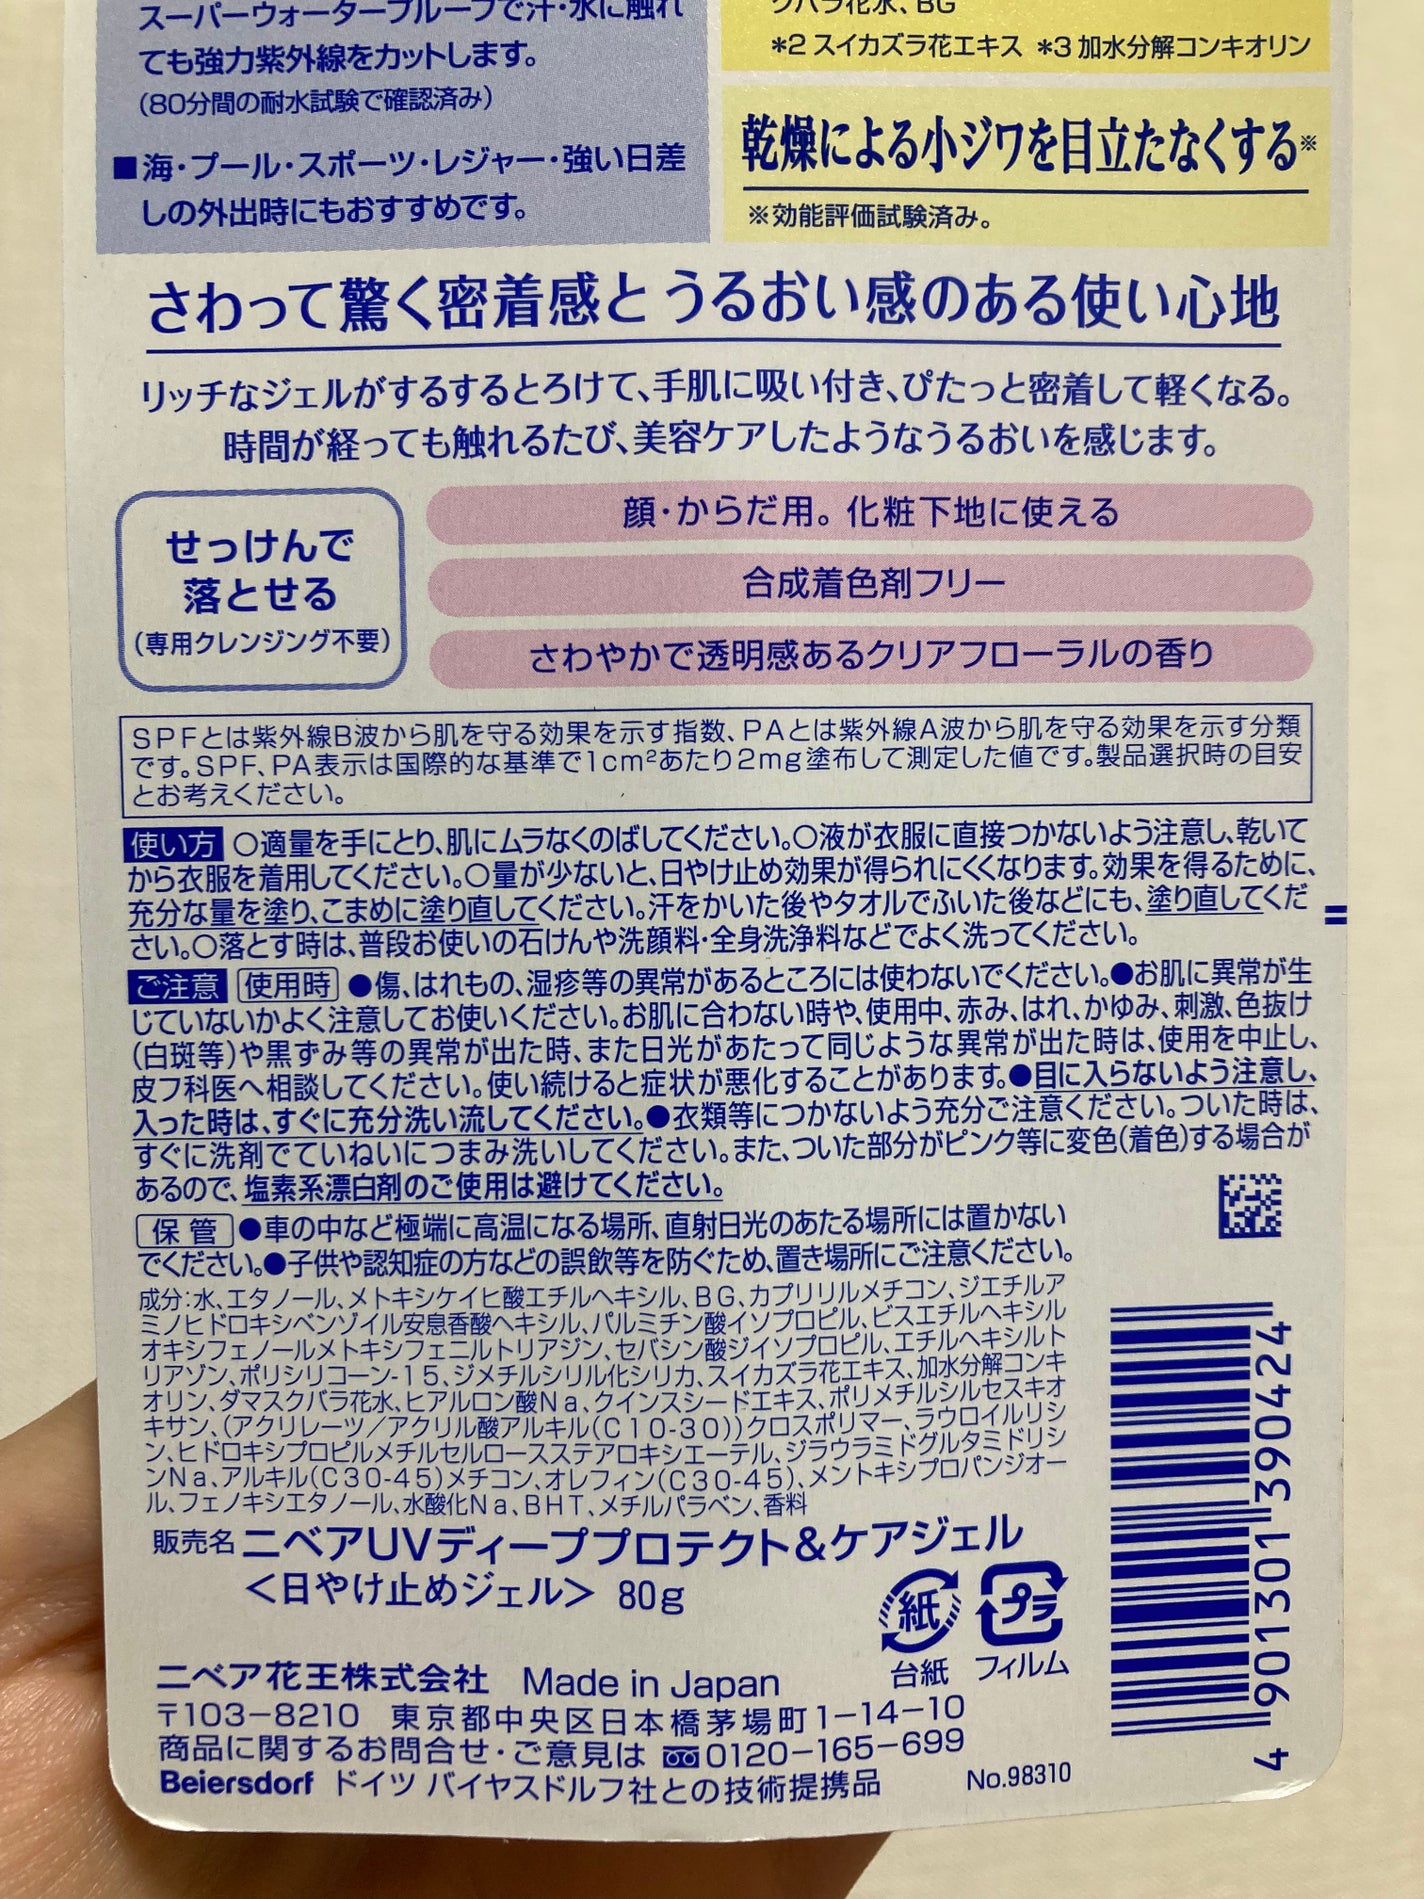 スーパーウォータープルーフで汗・水に触れ
ても強力紫外線をカットします。
(80分間の耐水試験で確認済み)
■海・プール・スポーツ・レジャー・強い日差
しの外出時にもおすすめです。
クバラ花水、BG
*2 スイカズラ花エキス *3 加水分解コンキオリン
乾燥による小ジワを目立たなくする※
※効能評価試験済み。
さわって驚く密着感と うるおい感のある使い心地
リッチなジェルがするするとろけて、手肌に吸い付き、ぴたっと密着して軽くなる。
時間が経っても触れるたび、美容ケアしたようなうるおいを感じます。
せっけんで
落とせる
(専用クレンジング不要)
顔・からだ用。化粧下地に使える
合成着色剤フリー
さわやかで透明感あるクリアフローラルの香り
SPFとは紫外線B波から肌を守る効果を示す指数、PAとは紫外線A波から肌を守る効果を示す分類
です。SPF、PA表示は国際的な基準で1cm²あたり2mg塗布して測定した値です。製品選択時の目安
とお考えください。
使い方 ○適量を手にとり、肌にムラなくのばしてください。○液が衣服に直接つかないよう注意し、乾いて
から衣服を着用してください。○量が少ないと、日やけ止め効果が得られにくくなります。効果を得るために、
充分な量を塗り、こまめに塗り直してください。汗をかいた後やタオルでふいた後などにも、塗り直してくだ
さい。○落とす時は、普段お使いの石けんや洗顔料・全身洗浄料などでよく洗ってください。
ご注意 使用時 ●傷、はれもの、湿疹等の異常があるところには使わないでください。●お肌に異常が生
じていないかよく注意してお使いください。お肌に合わない時や、使用中、赤み、はれ、かゆみ、刺激、色抜け
(白斑等)や黒ずみ等の異常が出た時、また日光があたって同じような異常が出た時は、使用を中止し、
皮フ科医へ相談してください。使い続けると症状が悪化することがあります。●目に入らないよう注意し、
入った時は、すぐに充分洗い流してください。●衣類等につかないよう充分ご注意ください。ついた時は、
すぐに洗剤でていねいにつまみ洗いしてください。また、ついた部分がピンク等に変色(着色)する場合が
あるので、塩素系漂白剤のご使用は避けてください。
保管 ●車の中など極端に高温になる場所、直射日光のあたる場所には置かない
でください。●子供や認知症の方などの誤飲等を防ぐため、置き場所にご注意ください。
成分：水、エタノール、メトキシケイヒ酸エチルヘキシル、BG、カプリリルメチコン、ジエチルア
ミノヒドロキシベンゾイル安息香酸ヘキシル、パルミチン酸イソプロピル、ビスエチルヘキシル
オキシフェノールメトキシフェニルトリアジン、セバシン酸ジイソプロピル、エチルヘキシルト
リアゾン、ポリシリコーン-15、ジメチルシリル化シリカ、スイカズラ花エキス、加水分解コンキ
オリン、ダマスクバラ花水、ヒアルロン酸Na、クインスシードエキス、ポリメチルシルセスキオ
キサン、(アクリレーツ／アクリル酸アルキル(C10-30))クロスポリマー、ラウロイルリシ
ン、ヒドロキシプロピルメチルセルロースステアロキシエーテル、ジラウラミドグルタミドリシ
ンNa、アルキル(C30-45)メチコン、オレフィン(C30-45)、メントキシプロパンジオー
ル、フェノキシエタノール、水酸化Na、BHT、メチルパラベン、香料
販売名 ニベアUVディーププロテクト&ケアジェル
＜日やけ止めジェル＞ 80g
紙
プラ
台紙 フィルム
ニベア花王株式会社 Made in Japan
〒103-8210 東京都中央区日本橋茅場町1-14-10
商品に関するお問合せ・ご意見は 0120-165-699
Beiersdorf ドイツ バイヤスドルフ社との技術提携品
No.98310
4 901301 390424